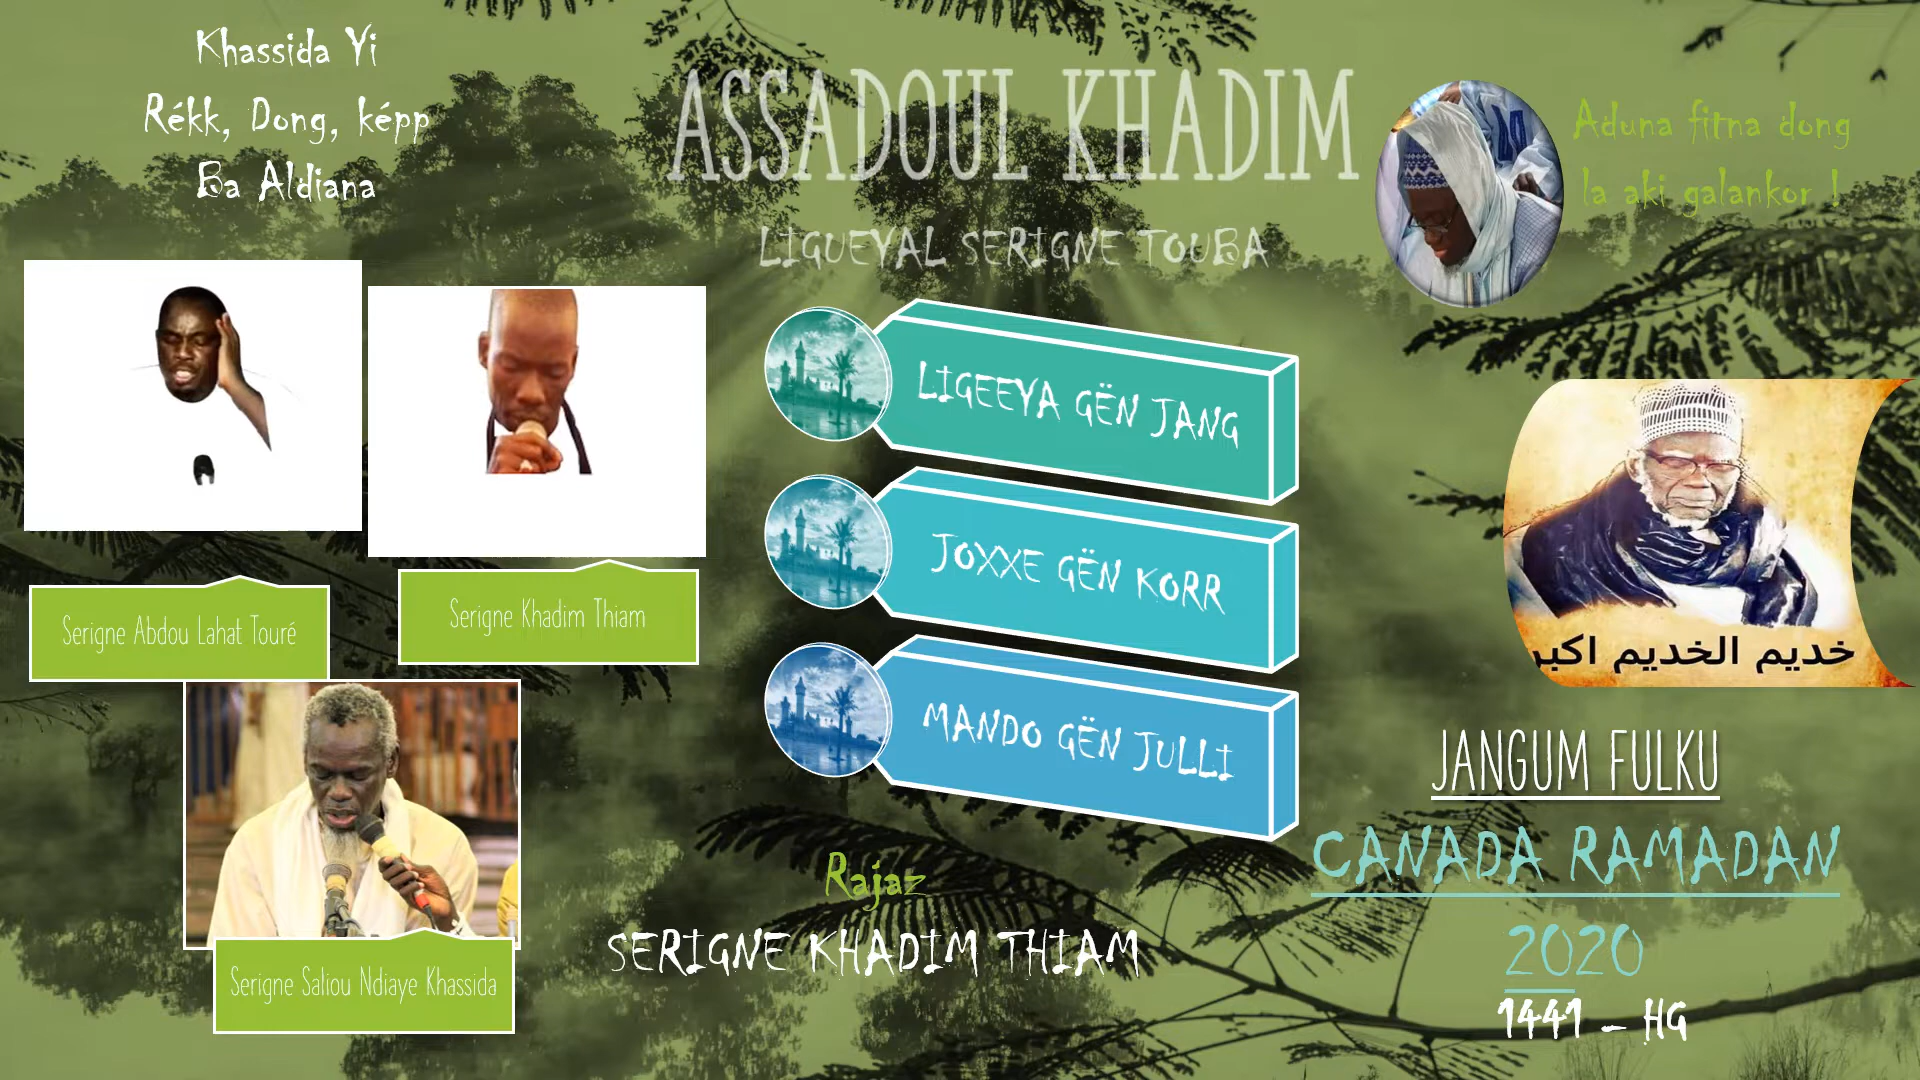 Khassida Yi
Rékk, Dong, képp
Ba Aldiana
ASSADOUL KHADIM
LIGUEYAL SERIGNE TOUBA
Aduna fitna dong
la aki galankor !
LIGEEYA GËN JANG
JOXXE GËN KORR
MANDO GËN JULLI
خديم الخديم اكبر
Serigne Abdou Lahat Touré
Serigne Khadim Thiam
Serigne Saliou Ndiaye Khassida
Rajaz
SERIGNE KHADIM THIAM
JANGUM FULKU
CANADA RAMADAN
2020
1441 – HG